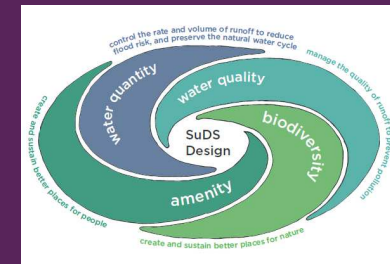 control the rate and volume of runoff to reduce
flood risk, and preserve the natural water cycle
water quantity
water quality
manage the quality of runoff to prevent pollution
biodiversity
SuDS
Design
amenity
create and sustain better places for people
create and sustain better places for nature